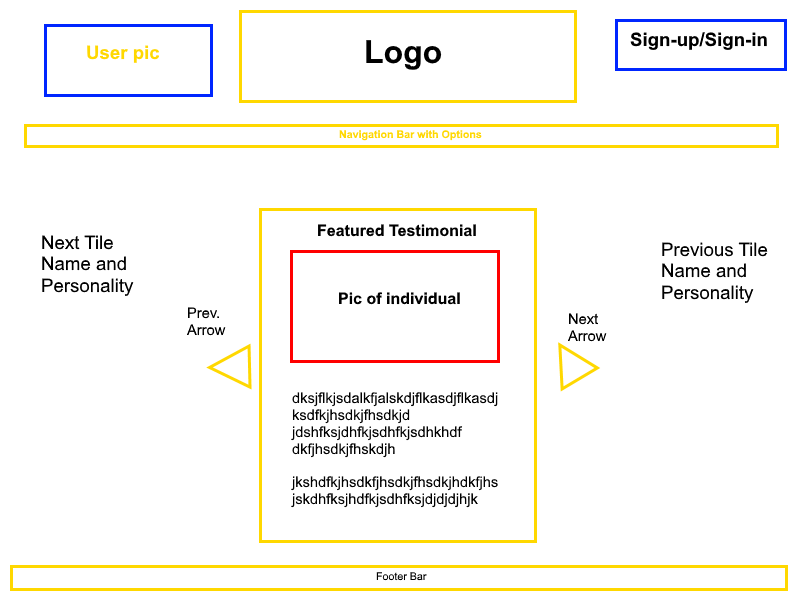 User pic
Logo
Sign-up/Sign-in
Navigation Bar with Options
Next Tile
Name and
Personality
Prev.
Arrow
Featured Testimonial
Pic of individual
dksjflkjsdalkfjalskdjflkasdjflkasdj
ksdfkjhsdkjfhsdkjd
jdshfksjdhfkjsdhfkjsdhkhdf
dkfjhsdkjfhskdjh
jkshdfkjhsdkfjhsdkjfhsdkjhdkfjhs
jskdhfksjhdfkjsdhfksjdjdjdjhjk
Next
Arrow
Previous Tile
Name and
Personality
Footer Bar